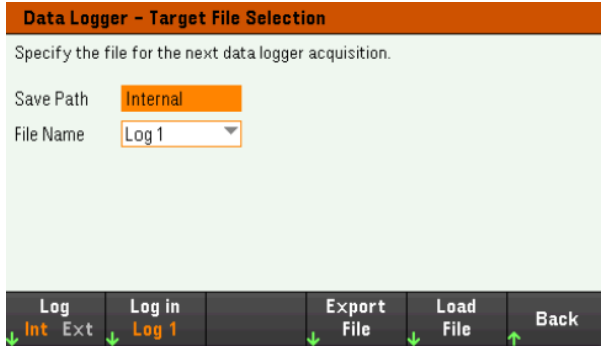 Data Logger - Target File Selection
Specify the file for the next data logger acquisition.
Save Path Internal
File Name Log 1
Log Log in Export Load Back
Int Ext Log 1 File File